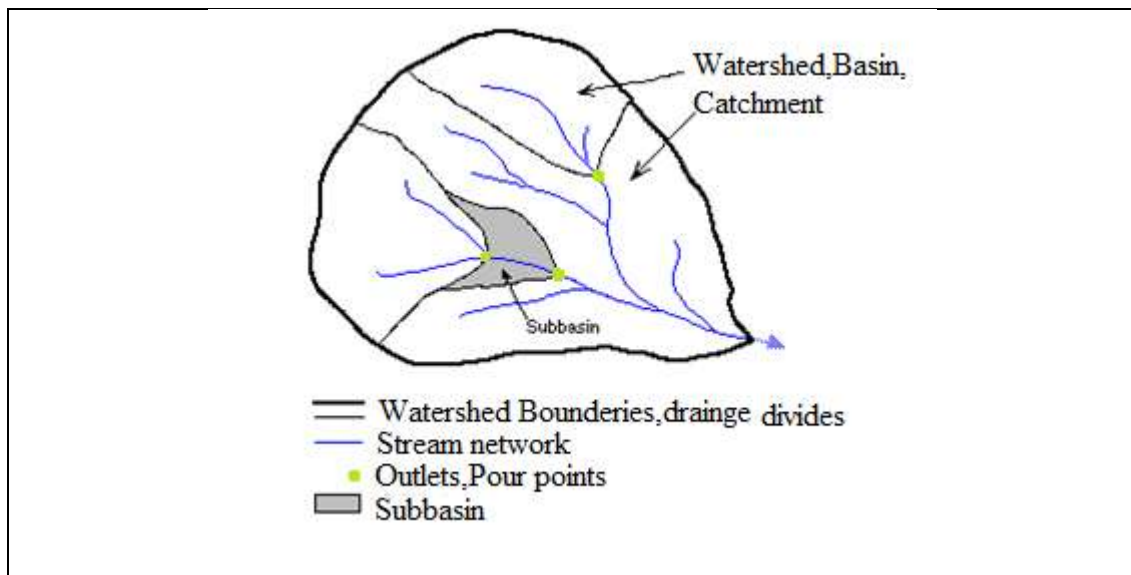 Watershed,Basin,
Catchment
Subbasin
Watershed Bounderies,drainge divides
Stream network
Outlets,Pour points
Subbasin